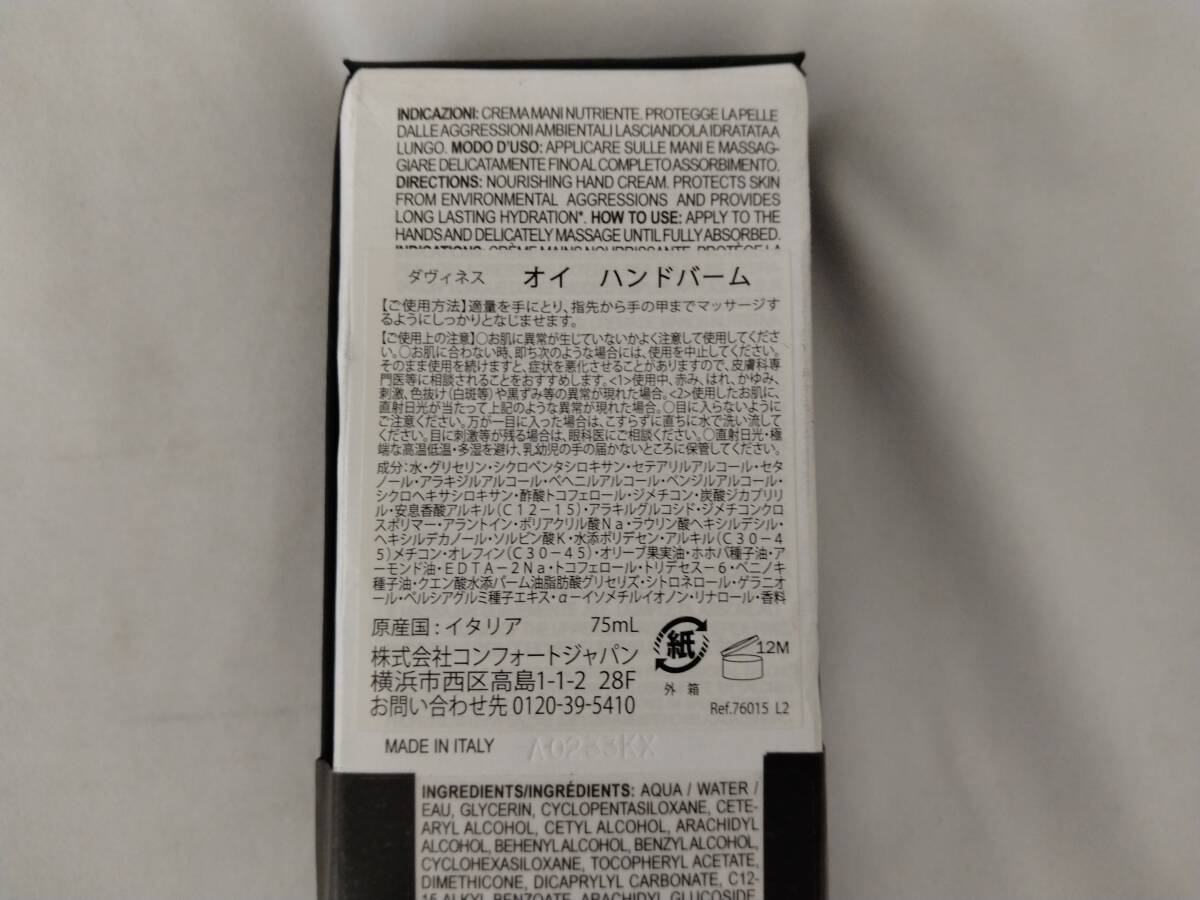 INDICAZIONI: CREMA MANI NUTRIENTE. PROTEGGE LA PELLE
DALLE AGGRESSIONI AMBIENTALI LASCIANDOLA IDRATATA A
LUNGO. MODO D'USO: APPLICARE SULLE MANI E MASSAG-
GIARE DELICATAMENTE FINO AL COMPLETO ASSORBIMENTO.
DIRECTIONS: NOURISHING HAND CREAM. PROTECTS SKIN
FROM ENVIRONMENTAL AGGRESSIONS AND PROVIDES
LONG LASTING HYDRATION*. HOW TO USE: APPLY TO THE
HANDS AND DELICATELY MASSAGE UNTIL FULLY ABSORBED.
INDICATIONS: CRÈME MAINS NOURRISSANTE. PROTÈGE LA
ダヴィネス オイ ハンドバーム
【ご使用方法】適量を手にとり、指先から手の甲までマッサージす
るようにしっかりとなじませます。
【ご使用上の注意】○お肌に異常が生じていないかよく注意して使用してくださ
い。○お肌に合わない時、即ち次のような場合には、使用を中止してください。
そのまま使用を続けますと、症状を悪化させることがありますので、皮膚科専
門医等に相談されることをおすすめします。<1>使用中、赤み、はれ、かゆみ、
刺激、色抜け(白斑等)や黒ずみ等の異常が現れた場合。<2>使用したお肌に、
直射日光が当たって上記のような異常が現れた場合。○目に入らないように
ご注意ください。万が一目に入った場合は、こすらずに直ちに水で洗い流して
ください。目に刺激等が残る場合は、眼科医にご相談ください。○直射日光・極
端な高温低温・多湿を避け、乳幼児の手の届かないところに保管してください。
成分:水・グリセリン・シクロペンタシロキサン・セテアリルアルコール・セタ
ノール・アラキジルアルコール・ベヘニルアルコール・ベンジルアルコール・
シクロヘキサシロキサン・酢酸トコフェロール・ジメチコン・炭酸ジカプリリ
ル・安息香酸アルキル(C12-15)・アラキルグルコシド・ジメチコンクロ
スポリマー・アラントイン・ポリアクリル酸Na・ラウリン酸ヘキシルデシル・
ヘキシルデカノール・ソルビン酸K・水添ポリデセン・アルキル(C30-4
5)メチコン・オレフィン(C30-45)・オリーブ果実油・ホホバ種子油・ア
ーモンド油・EDTA-2Na・トコフェロール・トリデセス-6・ベニノキ
種子油・クエン酸水添パーム油脂肪酸グリセリズ・シトロネロール・ゲラニオ
ール・ペルシアグルミ種子エキス・α-イソメチルイオノン・リナロール・香料
原産国:イタリア 75mL
株式会社コンフォートジャパン
横浜市西区高島1-1-2 28F
お問い合わせ先 0120-39-5410
紙
外箱
12M
Ref.76015 L2
MADE IN ITALY A0233KX
INGREDIENTS/INGRÉDIENTS: AQUA / WATER /
EAU, GLYCERIN, CYCLOPENTASILOXANE, CETE-
ARYL ALCOHOL, CETYL ALCOHOL, ARACHIDYL
ALCOHOL, BEHENYL ALCOHOL, BENZYL ALCOHOL,
CYCLOHEXASILOXANE, TOCOPHERYL ACETATE,
DIMETHICONE, DICAPRYLYL CARBONATE, C12-
15 ALKYL BENZOATE, ARACHIDYL GLUCOSIDE,